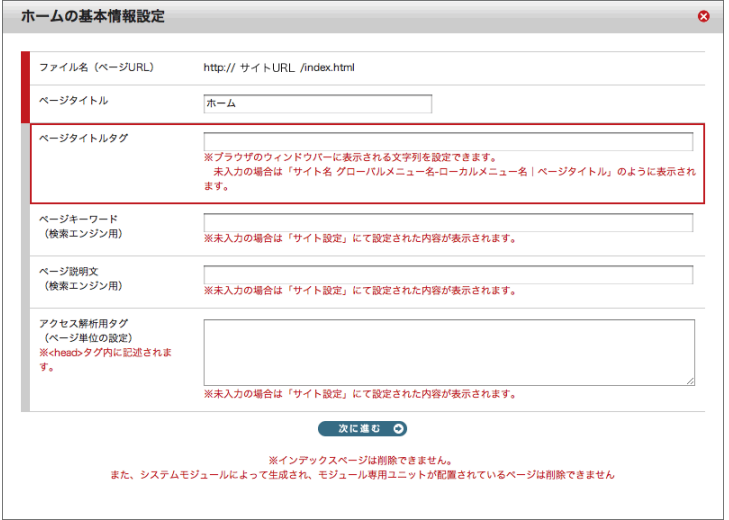 ホームの基本情報設定
ファイル名（ページURL）
http:// サイトURL /index.html
ページタイトル
ホーム
ページタイトルタグ
※ブラウザのウィンドウバーに表示される文字列を設定できます。
未入力の場合は「サイト名 グローバルメニュー名-ローカルメニュー名｜ページタイトル」のように表示され
ます。
ページキーワード
（検索エンジン用）
※未入力の場合は「サイト設定」にて設定された内容が表示されます。
ページ説明文
（検索エンジン用）
※未入力の場合は「サイト設定」にて設定された内容が表示されます。
アクセス解析用タグ
（ページ単位の設定）
※<head>タグ内に記述されま
す。
※未入力の場合は「サイト設定」にて設定された内容が表示されます。
次に進む
※インデックスページは削除できません。
また、システムモジュールによって生成され、モジュール専用ユニットが配置されているページは削除できません